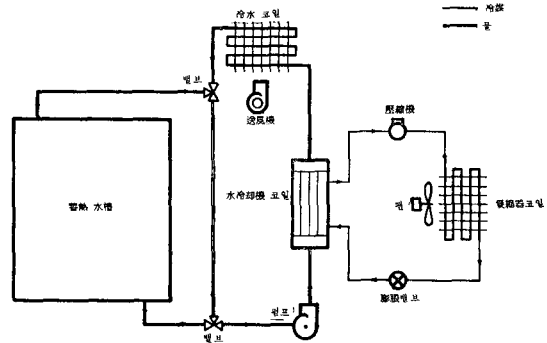 冷水 코일
冷媒
물
밸브
送風機
壓縮機
蓄熱 水槽
水冷却機 코일
팬
凝縮器코일
펌프
膨脹밸브
밸브